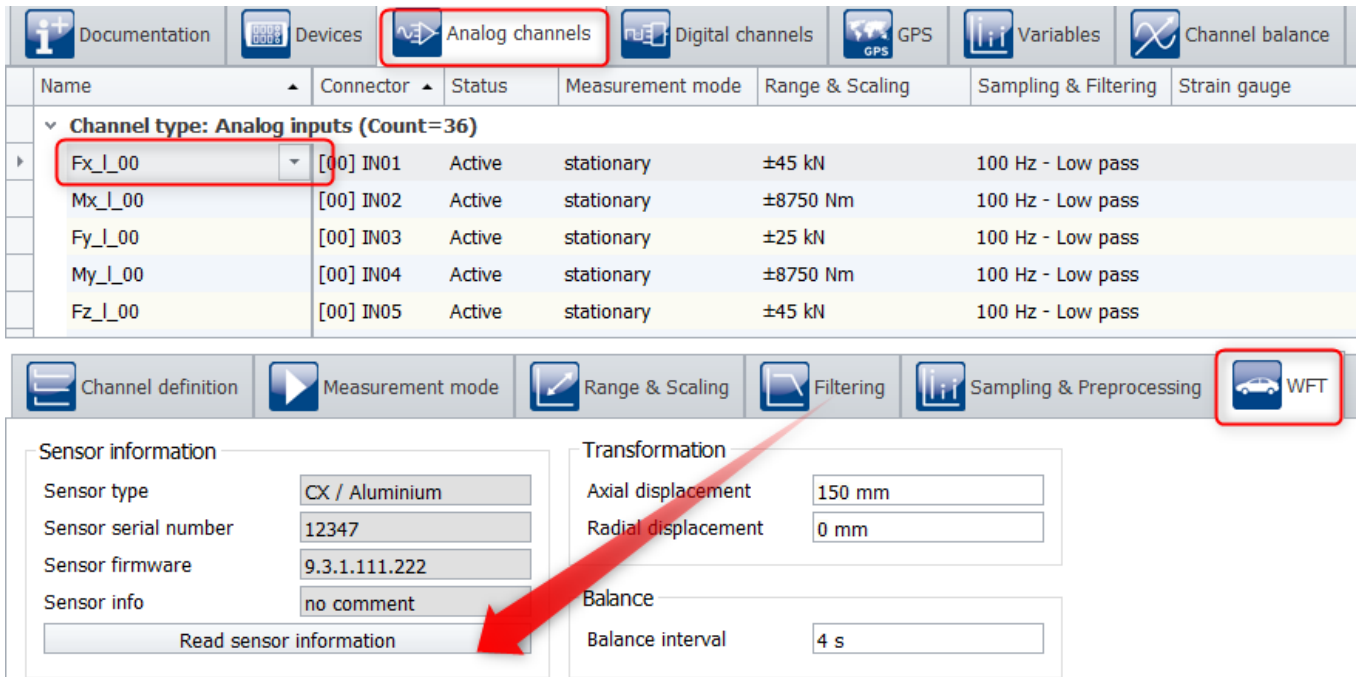 Documentation Devices Analog channels Digital channels GPS GPS Variables Channel balance
Name Connector Status Measurement mode Range & Scaling Sampling & Filtering Strain gauge
Channel type: Analog inputs (Count=36)
Fx_l_00 [00] IN01 Active stationary ±45 kN 100 Hz - Low pass
Mx_l_00 [00] IN02 Active stationary ±8750 Nm 100 Hz - Low pass
Fy_l_00 [00] IN03 Active stationary ±25 kN 100 Hz - Low pass
My_l_00 [00] IN04 Active stationary ±8750 Nm 100 Hz - Low pass
Fz_l_00 [00] IN05 Active stationary ±45 kN 100 Hz - Low pass
Channel definition Measurement mode Range & Scaling Filtering Sampling & Preprocessing WFT
Sensor information Transformation
Sensor type CX / Aluminium Axial displacement 150 mm
Sensor serial number 12347 Radial displacement 0 mm
Sensor firmware 9.3.1.111.222
Sensor info no comment Balance
Read sensor information Balance interval 4 s